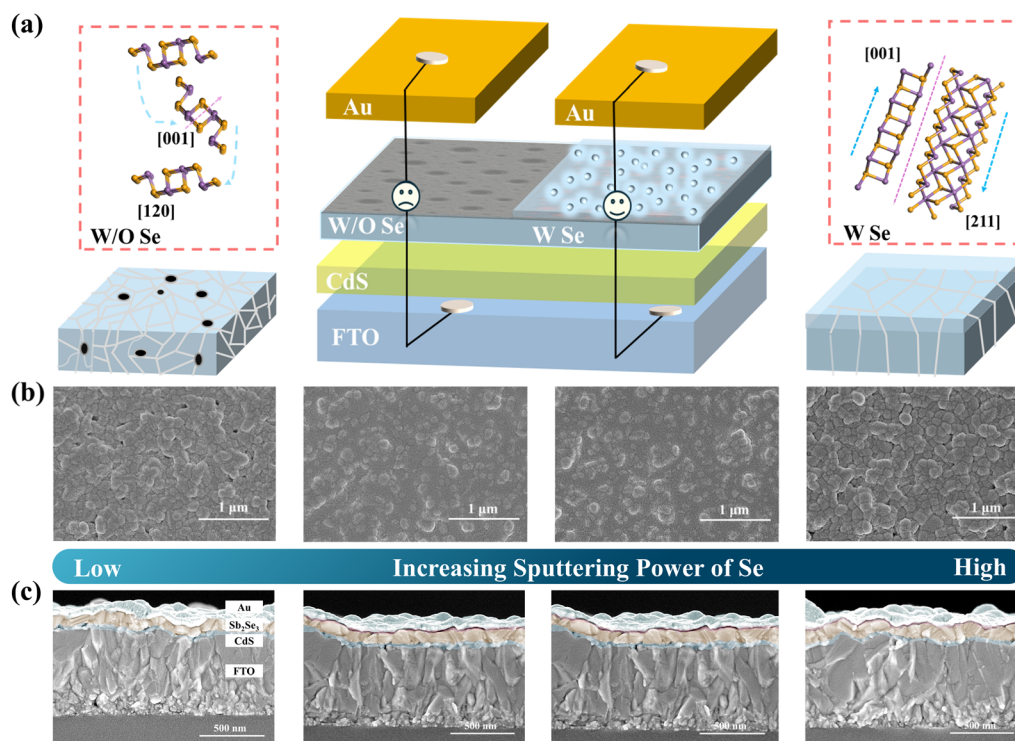 (a)
[001]
[120]
W/O Se
Au
Au
W/O Se
W Se
CdS
FTO
[001]
[211]
W Se
(b)
1 μm
1 μm
1 μm
1 μm
Low
Increasing Sputtering Power of Se
High
(c)
Au
Sb₂Se₃
CdS
FTO
500 nm
500 nm
500 nm
500 nm